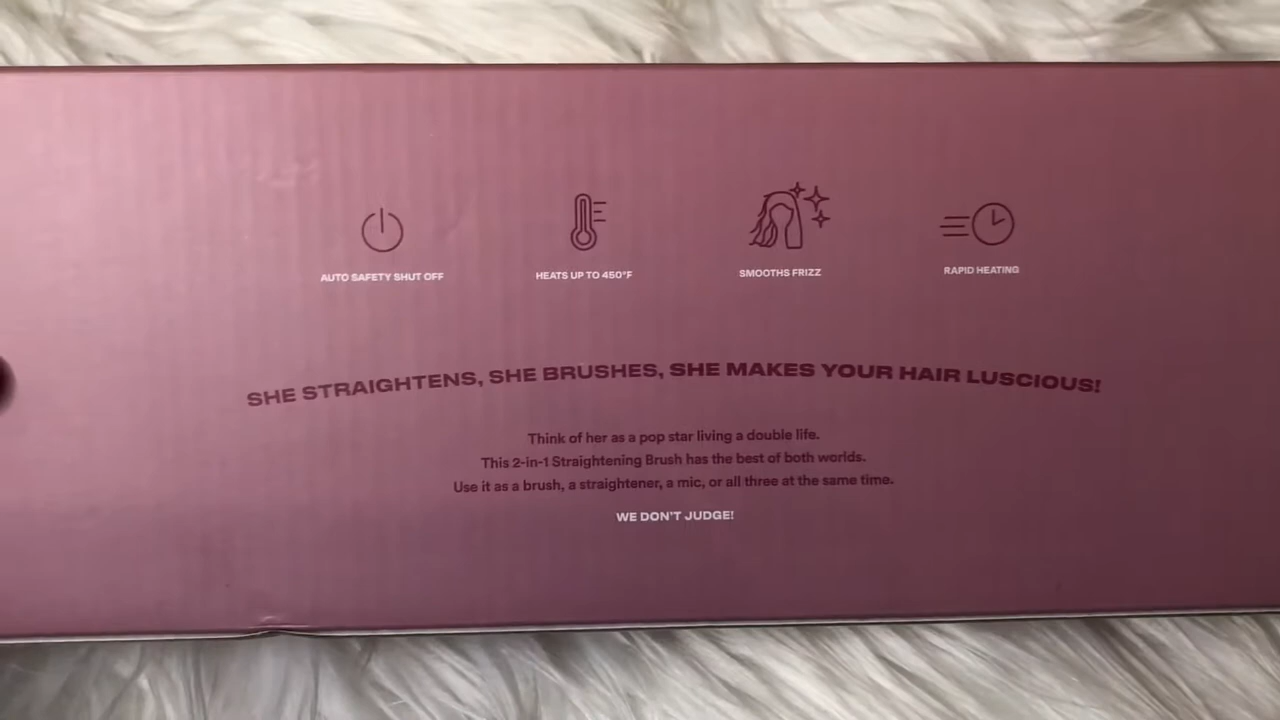 AUTO SAFETY SHUT OFF
HEATS UP TO 450°F
SMOOTHS FRIZZ
RAPID HEATING
SHE STRAIGHTENS, SHE BRUSHES, SHE MAKES YOUR HAIR LUSCIOUS!
Think of her as a pop star living a double life.
This 2-in-1 Straightening Brush has the best of both worlds.
Use it as a brush, a straightener, a mic, or all three at the same time.
WE DON'T JUDGE!